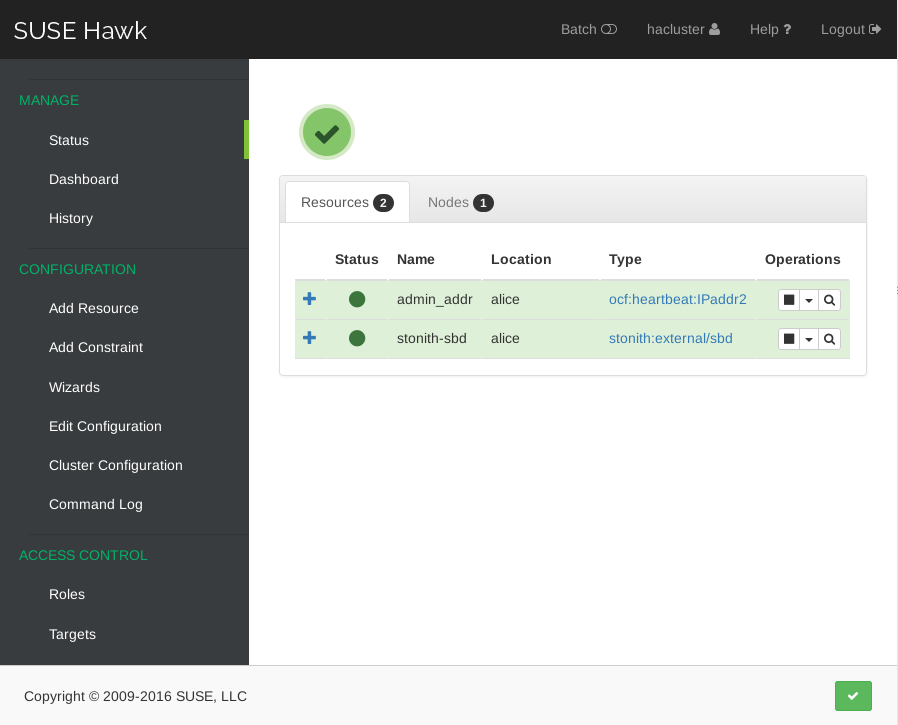 SUSE Hawk
Batch hacluster Help ? Logout
MANAGE
Status
Dashboard
History
CONFIGURATION
Add Resource
Add Constraint
Wizards
Edit Configuration
Cluster Configuration
Command Log
ACCESS CONTROL
Roles
Targets
Resources 2 Nodes 1
Status Name Location Type Operations
admin_addr alice ocf:heartbeat:IPaddr2
stonith-sbd alice stonith:external/sbd
Copyright © 2009-2016 SUSE, LLC